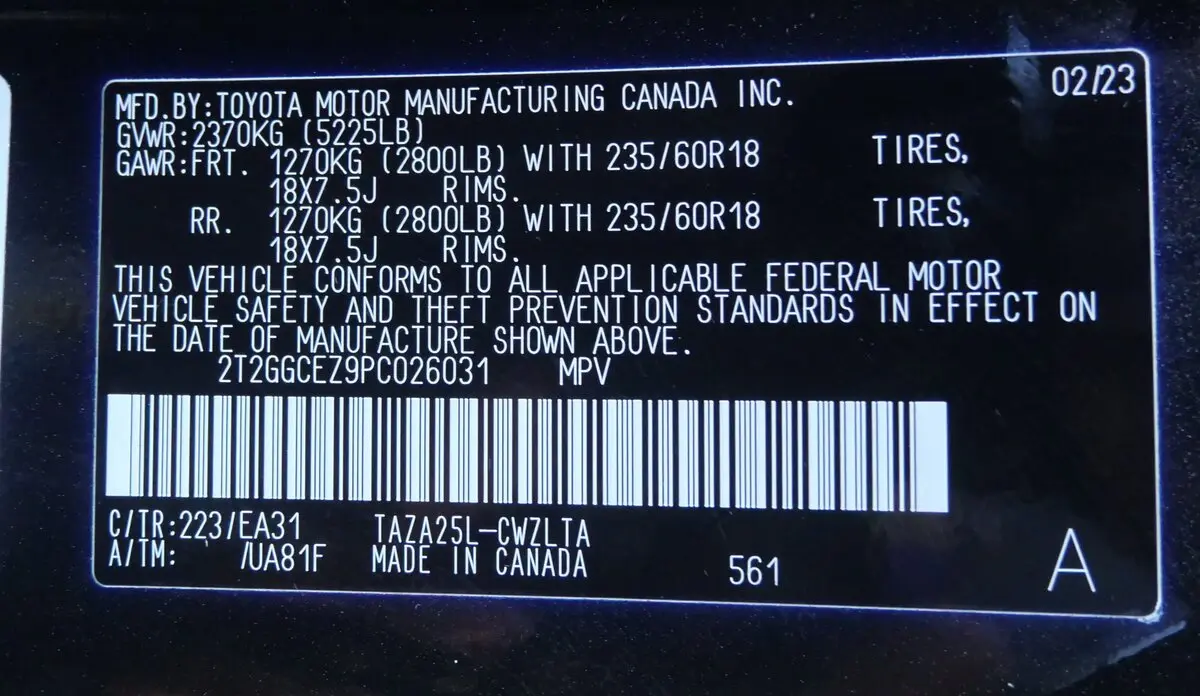 02/23
MFD.BY:TOYOTA MOTOR MANUFACTURING CANADA INC.
GVWR:2370KG (5225LB)
GAWR:FRT. 1270KG (2800LB) WITH 235/60R18 TIRES,
18X7.5J RIMS.
RR. 1270KG (2800LB) WITH 235/60R18 TIRES,
18X7.5J RIMS.
THIS VEHICLE CONFORMS TO ALL APPLICABLE FEDERAL MOTOR
VEHICLE SAFETY AND THEFT PREVENTION STANDARDS IN EFFECT ON
THE DATE OF MANUFACTURE SHOWN ABOVE.
2T2GGCEZ9PC026031 MPV
C/TR:223/EA31 TAZA25L-CWZLTA
A/TM: /UA81F MADE IN CANADA 561 A